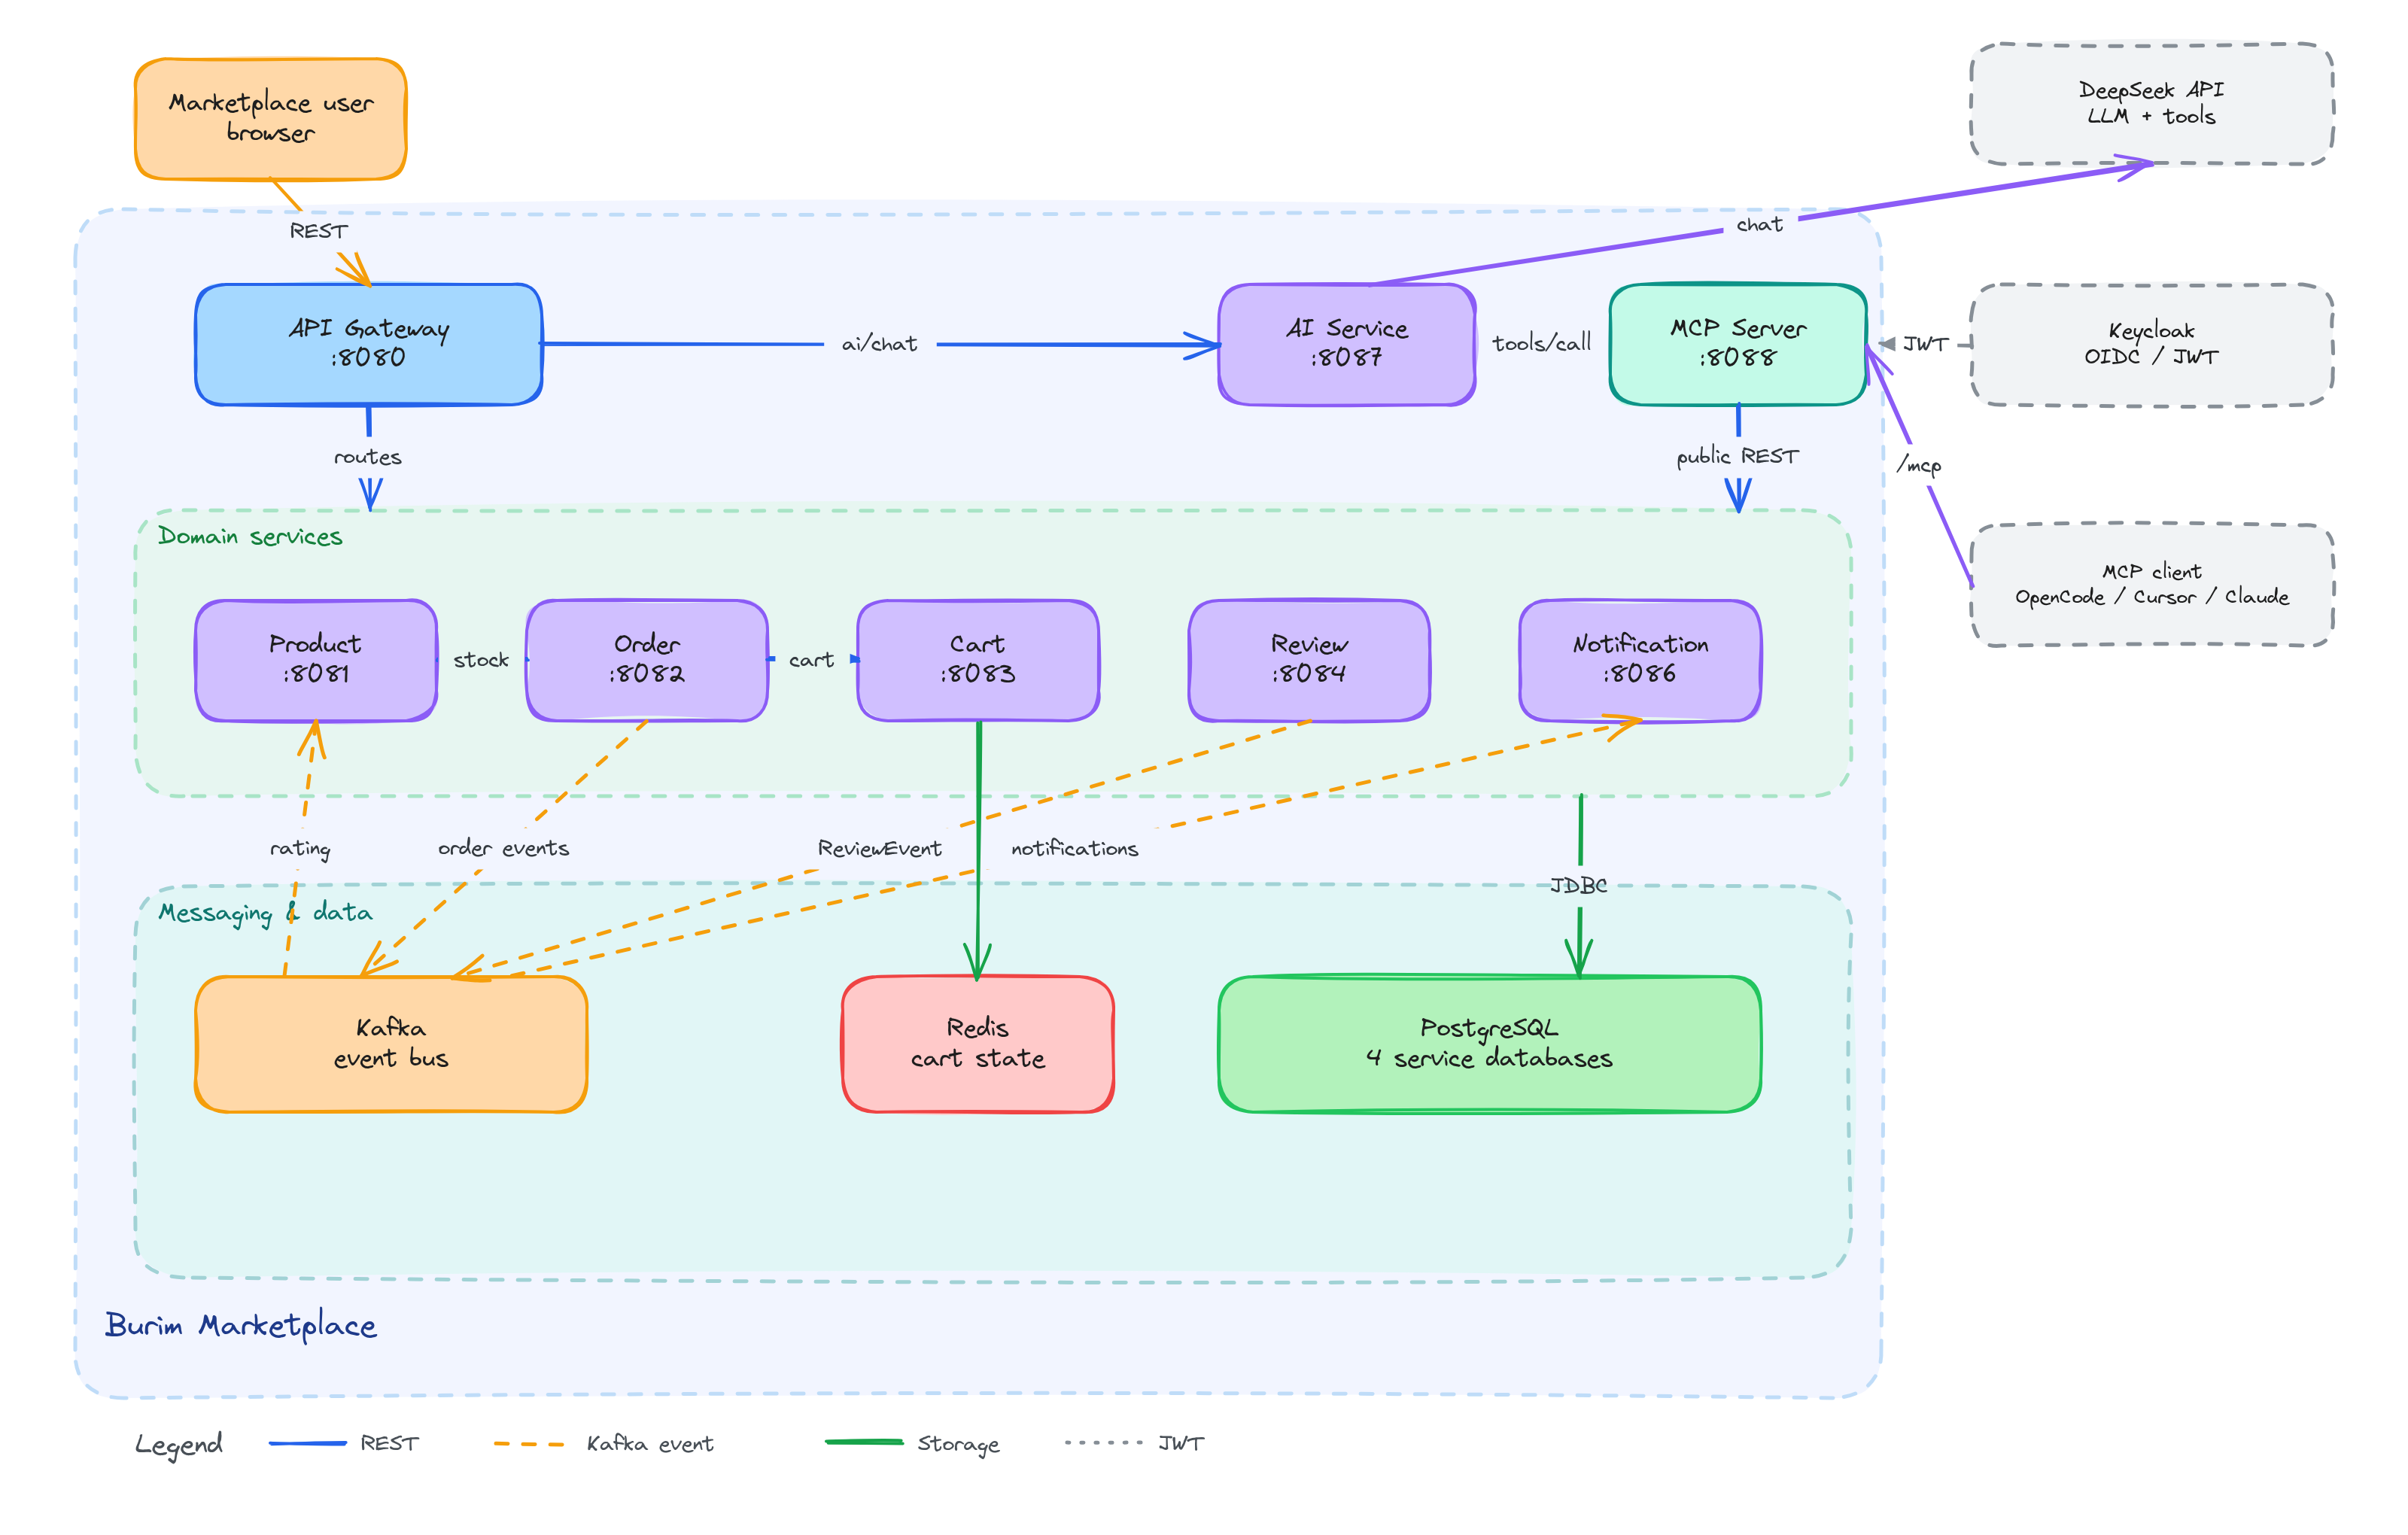 Marketplace user
browser
DeepSeek API
LLM + tools
REST
chat
API Gateway
:8080
ai/chat
AI Service
:8087
tools/call
MCP Server
:8088
JWT
Keycloak
OIDC / JWT
routes
public REST
/mcp
Domain services
MCP client
OpenCode / Cursor / Claude
Product
:8081
stock
Order
:8082
cart
Cart
:8083
Review
:8084
Notification
:8086
rating
order events
ReviewEvent
notifications
JDBC
Messaging & data
Kafka
event bus
Redis
cart state
PostgreSQL
4 service databases
Burim Marketplace
Legend
REST
Kafka event
Storage
JWT